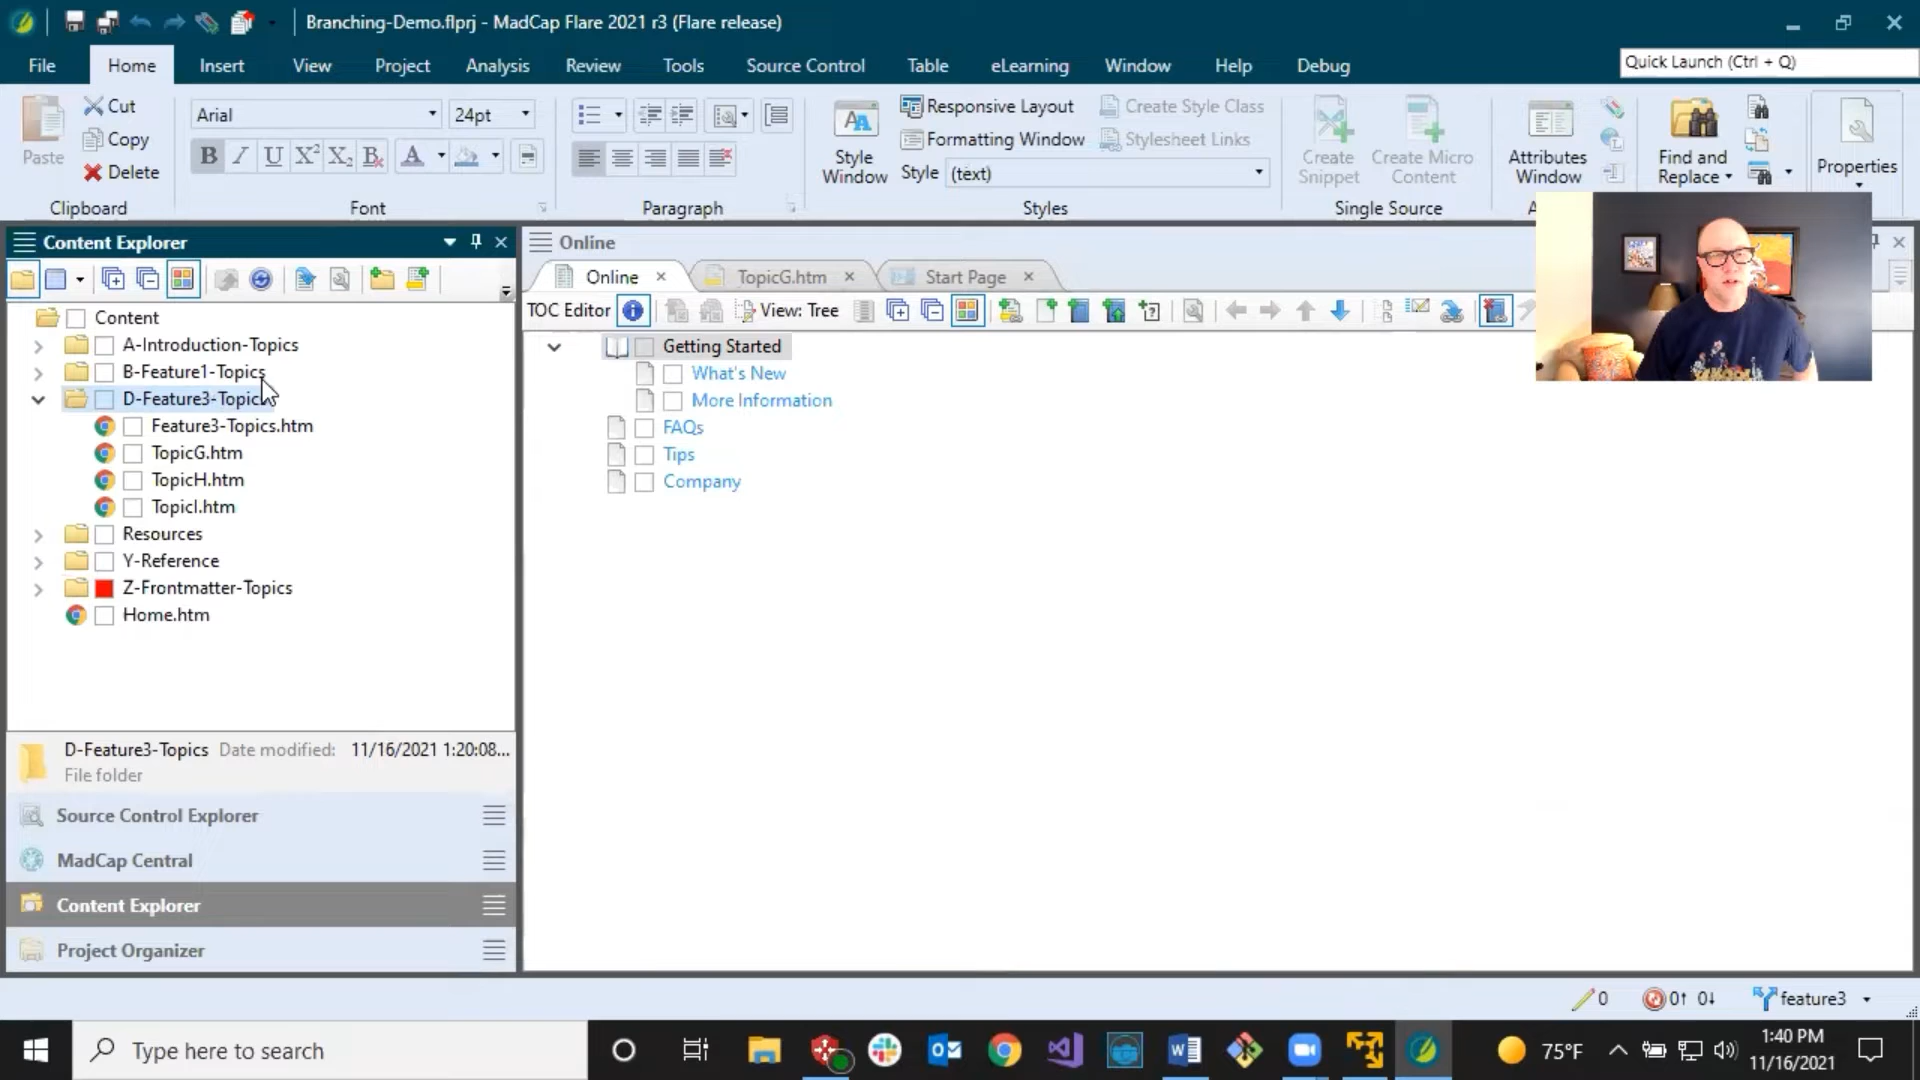 Branching-Demo.flprj - MadCap Flare 2021 r3 (Flare release)
File Home Insert View Project Analysis Review Tools Source Control Table eLearning Window Help Debug
Quick Launch (Ctrl + Q)
Paste
Cut
Copy
Delete
Clipboard
Arial 24pt
B I U X² X₂ B
A
Font
Paragraph
Style Window
Responsive Layout
Formatting Window
Style (text)
Create Style Class
Stylesheet Links
Styles
Create Snippet
Create Micro Content
Single Source
Attributes Window
Find and Replace
Properties
Content Explorer
Content
A-Introduction-Topics
B-Feature1-Topics
D-Feature3-Topic
Feature3-Topics.htm
TopicG.htm
TopicH.htm
TopicI.htm
Resources
Y-Reference
Z-Frontmatter-Topics
Home.htm
D-Feature3-Topics Date modified: 11/16/2021 1:20:08...
File folder
Source Control Explorer
MadCap Central
Content Explorer
Project Organizer
Online
Online TopicG.htm Start Page
TOC Editor View: Tree
Getting Started
What's New
More Information
FAQs
Tips
Company
0 0 0 feature3
Type here to search
75°F
1:40 PM
11/16/2021